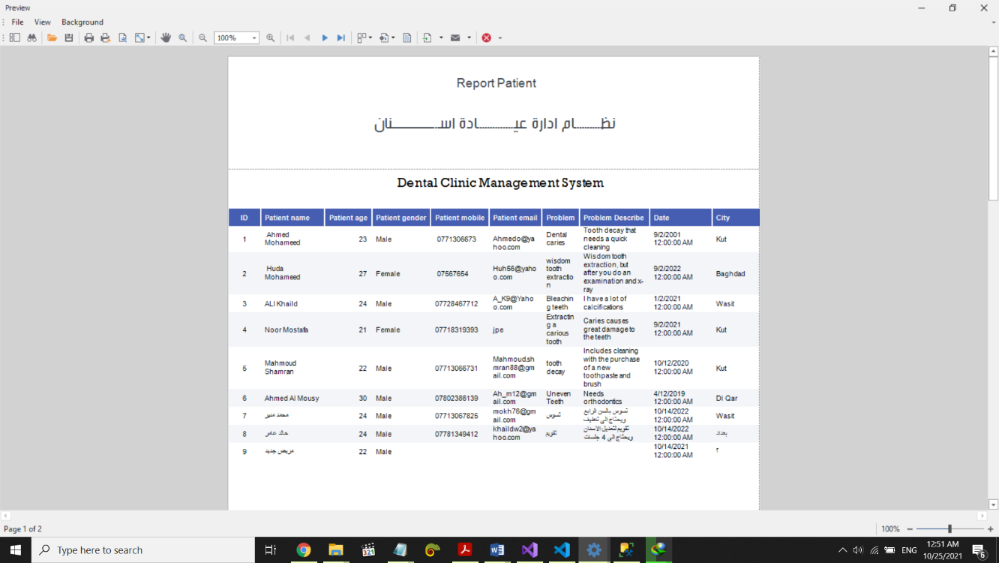 Preview
File View Background
100%
Report Patient
نظـــــــام ادارة عيـــــــــادة اســــــــــــنان
Dental Clinic Management System
ID Patient name Patient age Patient gender Patient mobile Patient email Problem Problem Describe Date City
1 Ahmed Mohameed 23 Male 0771306673 Ahmedo@yahoo.com Dental caries Tooth decay that needs a quick cleaning 9/2/2001 12:00:00 AM Kut
2 Huda Mohameed 27 Female 07567654 Huh56@yahoo.com wisdom tooth extraction Wisdom tooth extraction, but after you do an examination and x-ray 9/2/2022 12:00:00 AM Baghdad
3 ALI Khaild 24 Male 07728467712 A_K9@Yahoo.com Bleaching teeth I have a lot of calcifications 1/2/2021 12:00:00 AM Wasit
4 Noor Mostafa 21 Female 07718319393 jpe Extracting a carious tooth Caries causes great damage to the teeth 9/2/2021 12:00:00 AM Kut
5 Mahmoud Shamran 22 Male 07713066731 Mahmoud.shmran88@gmail.com tooth decay Includes cleaning with the purchase of a new toothpaste and brush 10/12/2020 12:00:00 AM Kut
6 Ahmed Al Mousy 30 Male 07802386139 Ah_m12@gmail.com Uneven Teeth Needs orthodontics 4/12/2019 12:00:00 AM Di Qar
7 محمد منير 24 Male 07713067825 mokh76@gmail.com تسوس تسوس بالسن الرابع ويحتاج الى تنظيف 10/14/2022 12:00:00 AM Wasit
8 خالد عامر 24 Male 07781349412 khaildw2@yahoo.com تقويم تقويم لتعديل الاسنان ويحتاج الى 4 جلسات 10/14/2022 12:00:00 AM بغداد
9 مريض جديد 22 Male 10/14/2021 12:00:00 AM ؟
Page 1 of 2
100%
Type here to search
321
ENG
12:51 AM
10/25/2021
6